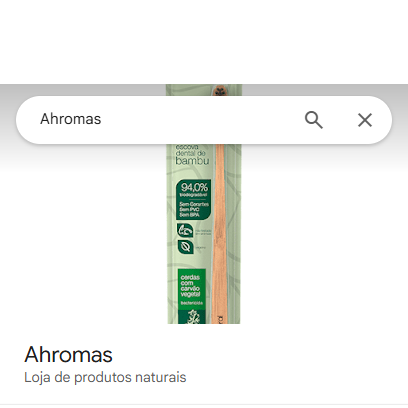 Ahromas
escova
dental de
bambu
94,0%
biodegradável
Sem Corantes
Sem PVC
Sem BPA
cerdas
com
carvão
vegetal
Ahromas
Loja de produtos naturais